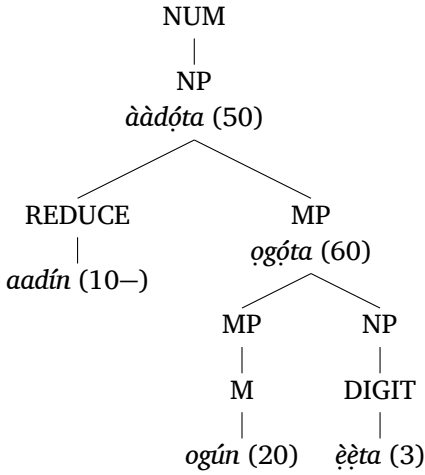 NUM
NP
ààdọ́ta (50)
REDUCE MP
aadín (10−) ọgọ́ta (60)
MP NP
M DIGIT
ogún (20) ẹ̀ẹ̀ta (3)